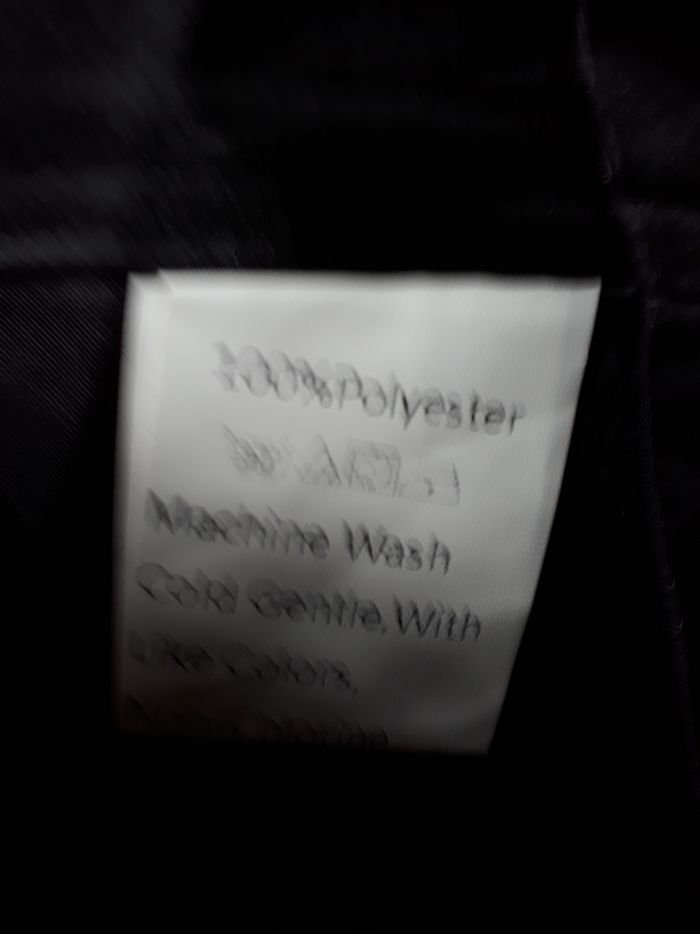 100%Polyester
Machine Wash
Cold Gentle,With
Like Colors,